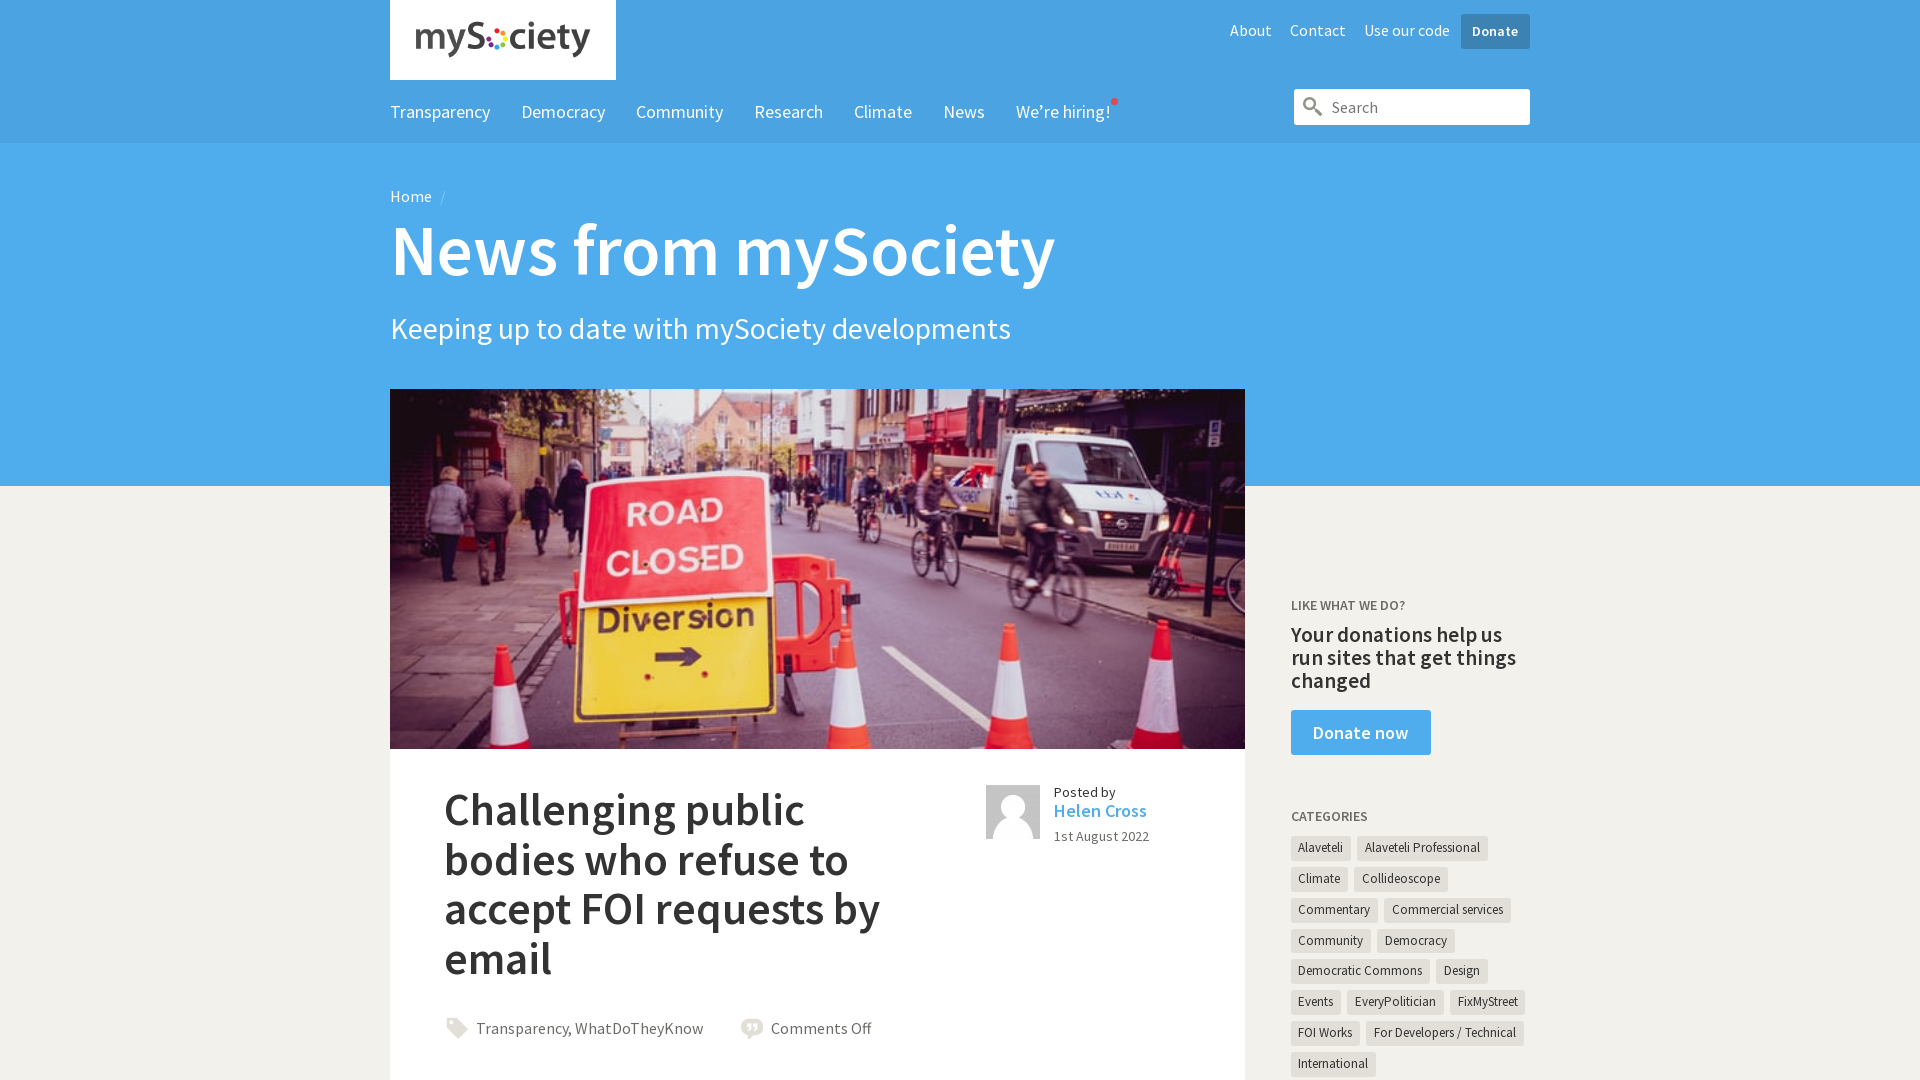 mySociety
About
Contact
Use our code
Donate
Transparency
Democracy
Community
Research
Climate
News
We’re hiring!
Search
Home /
News from mySociety
Keeping up to date with mySociety developments
ROAD
CLOSED
Diversion
Challenging public
bodies who refuse to
accept FOI requests by
email
Posted by
Helen Cross
1st August 2022
Transparency, WhatDoTheyKnow
Comments Off
LIKE WHAT WE DO?
Your donations help us
run sites that get things
changed
Donate now
CATEGORIES
Alaveteli
Alaveteli Professional
Climate
Collideoscope
Commentary
Commercial services
Community
Democracy
Democratic Commons
Design
Events
EveryPolitician
FixMyStreet
FOI Works
For Developers / Technical
International